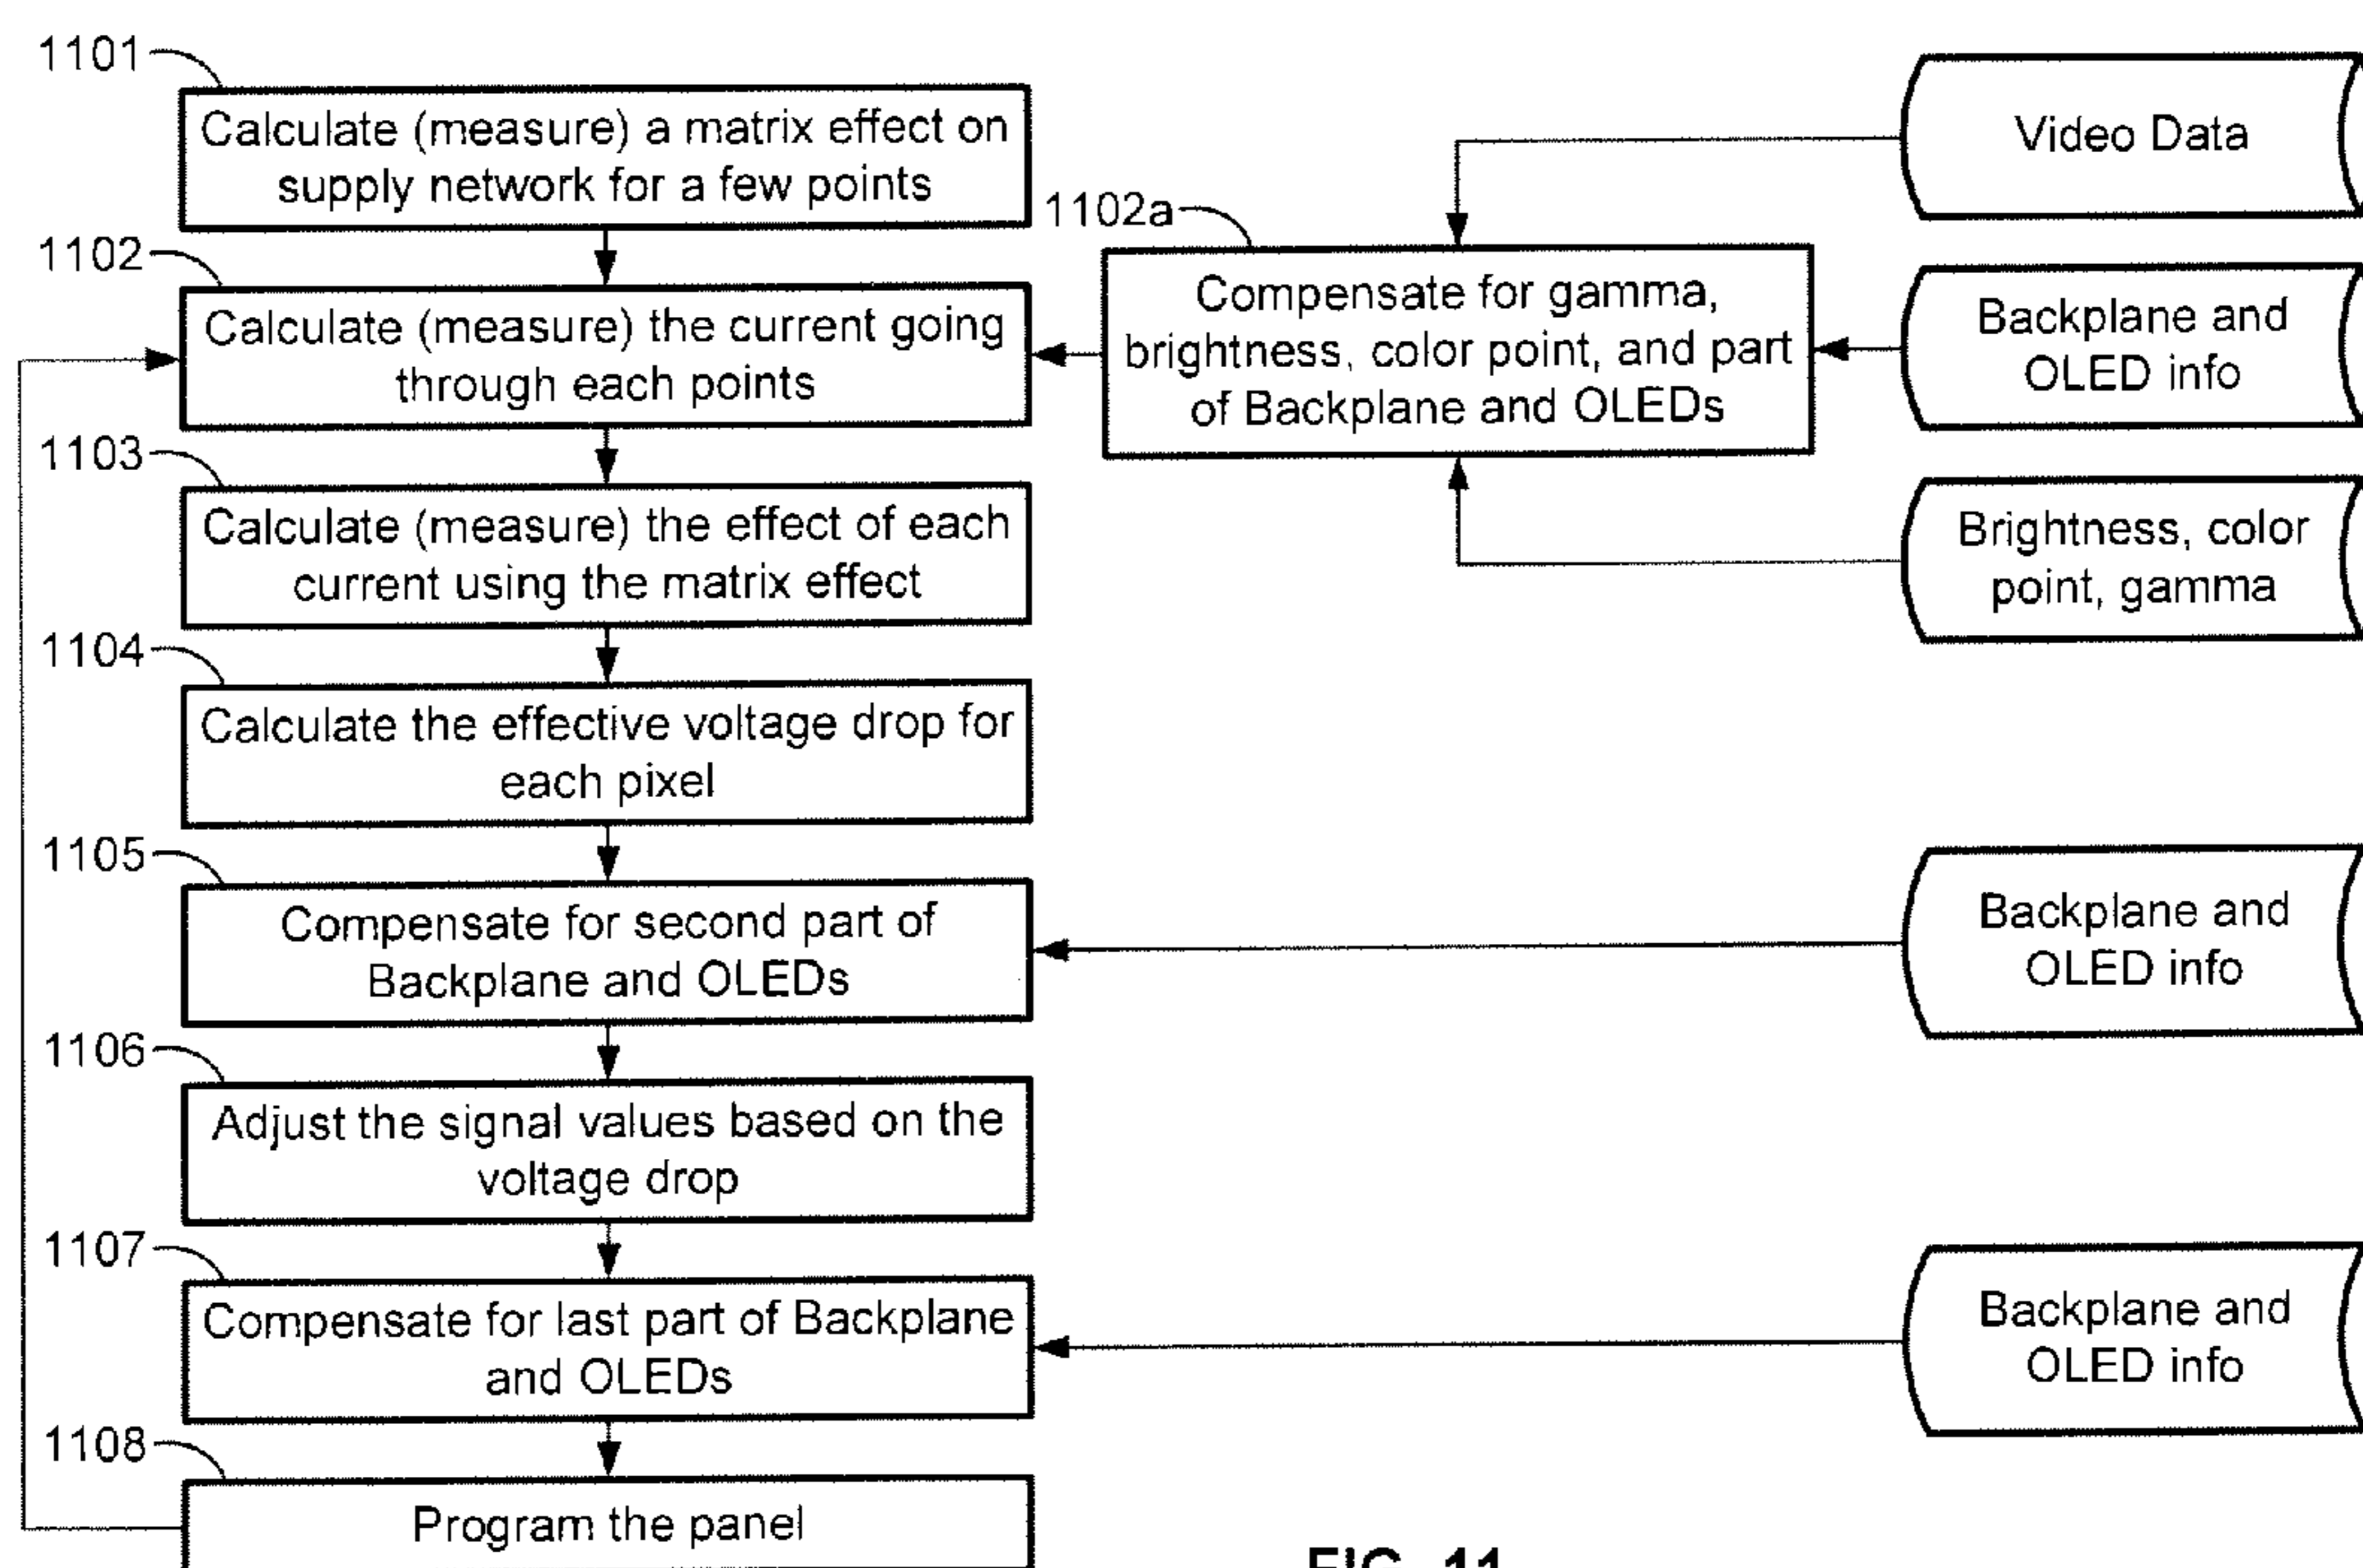 1101
Calculate (measure) a matrix effect on
supply network for a few points
1102
Calculate (measure) the current going
through each points
1103
Calculate (measure) the effect of each
current using the matrix effect
1104
Calculate the effective voltage drop for
each pixel
1105
Compensate for second part of
Backplane and OLEDs
1106
Adjust the signal values based on the
voltage drop
1107
Compensate for last part of Backplane
and OLEDs
1108
Program the panel
1102a
Compensate for gamma,
brightness, color point, and part
of Backplane and OLEDs
Video Data
Backplane and
OLED info
Brightness, color
point, gamma
Backplane and
OLED info
Backplane and
OLED info
FIG. 11